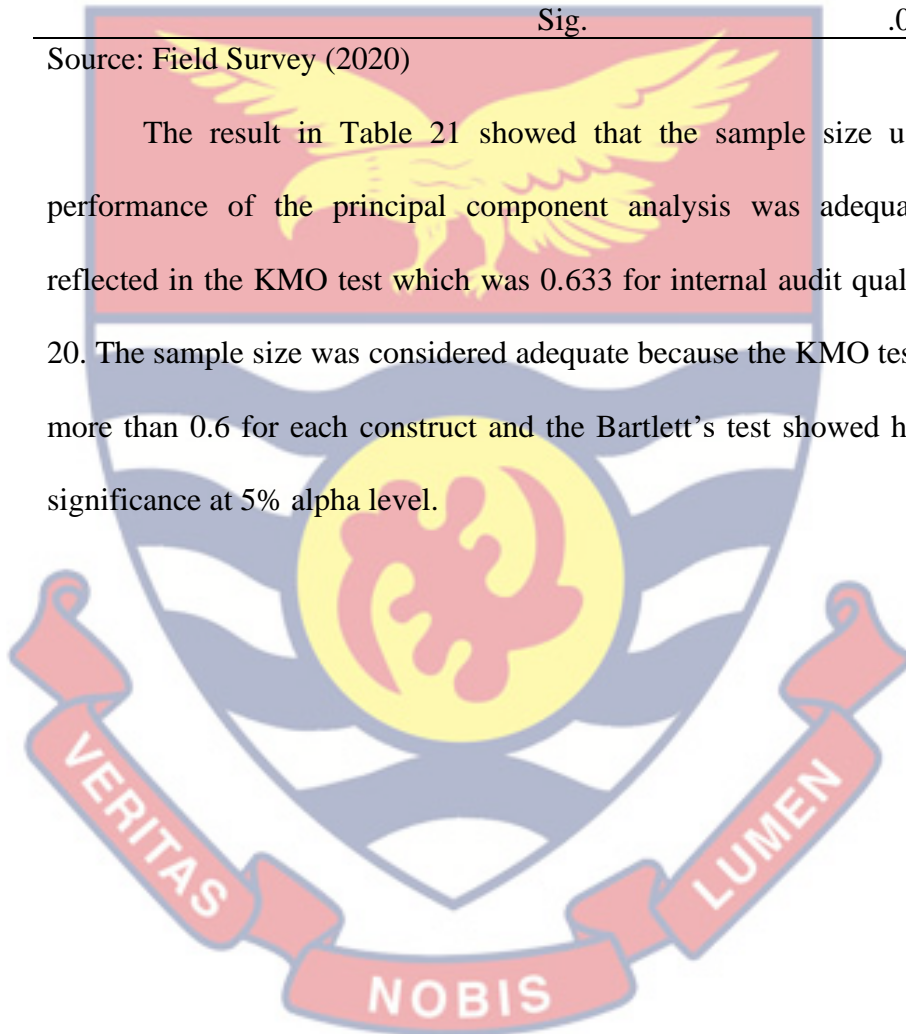 Sig. .0
Source: Field Survey (2020)
The result in Table 21 showed that the sample size
performance of the principal component analysis was
reflected in the KMO test which was 0.633 for internal audit
20. The sample size was considered adequate because the KMO
more than 0.6 for each construct and the Bartlett’s test showed
significance at 5% alpha level.
VERITAS
NOBIS
LUMEN